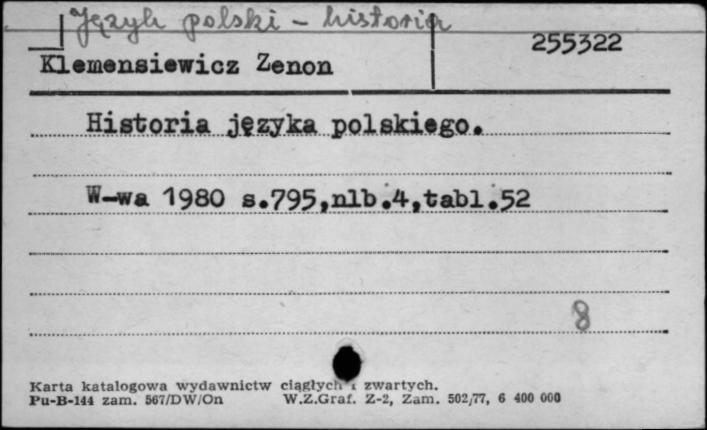 Język polski - historia
255322
Klemensiewicz Zenon
Historia języka polskiego.
W-wa 1980 s.795,nlb.4,tabl.52
8
Karta katalogowa wydawnictw ciągłych i zwartych.
Pu-B-144 zam. 567/DW/On W.Z.Graf. Z-2, Zam. 502/77, 6 400 000